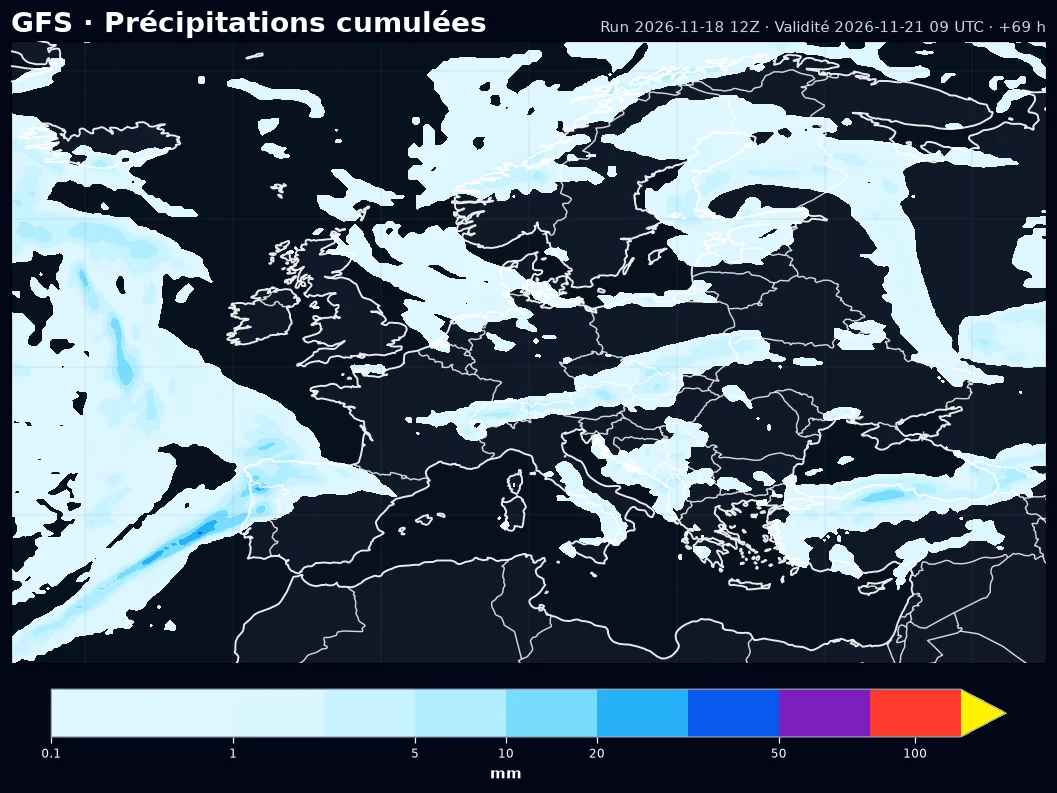 GFS · Précipitations cumulées
Run 2026-11-18 12Z · Validité 2026-11-21 09 UTC · +69 h
0.1 1 5 10 20 50 100
mm